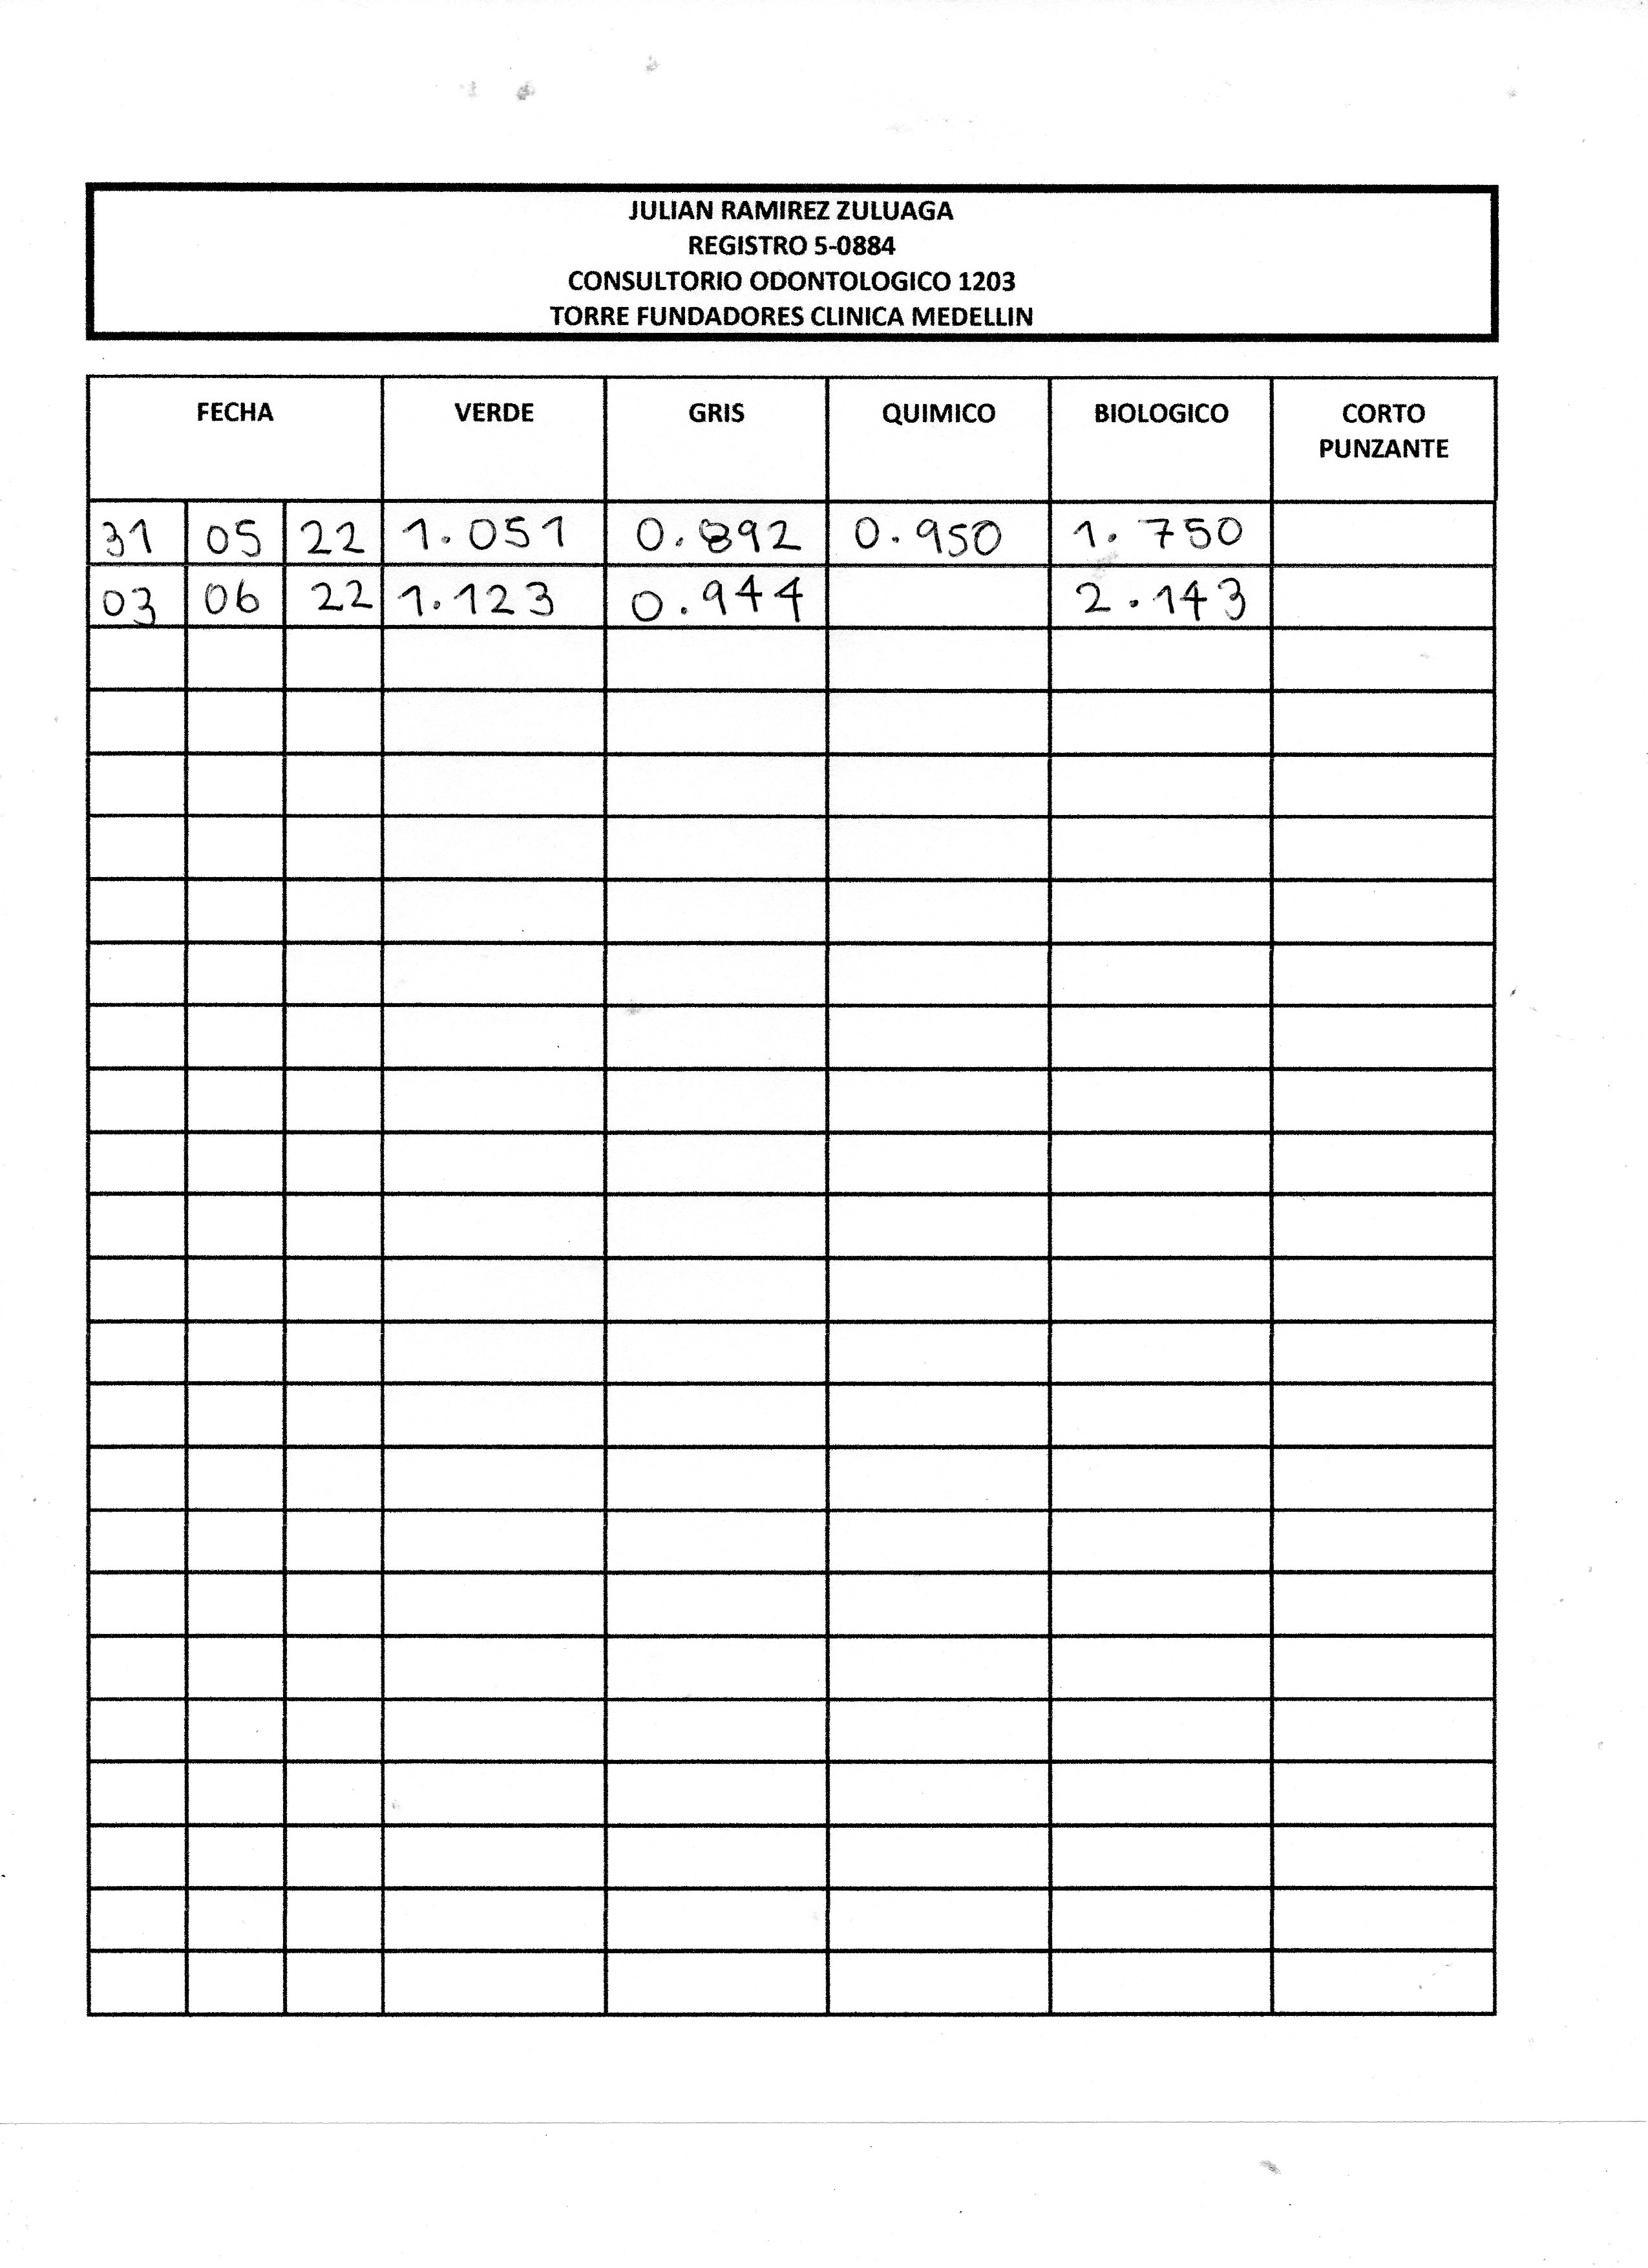 JULIAN RAMIREZ ZULUAGA
REGISTRO 5-0884
CONSULTORIO ODONTOLOGICO 1203
TORRE FUNDADORES CLINICA MEDELLIN
FECHA VERDE GRIS QUIMICO BIOLOGICO CORTO
PUNZANTE
31 05 22 1.051 0.892 0.950 1.750
03 06 22 1.123 0.944 2.143